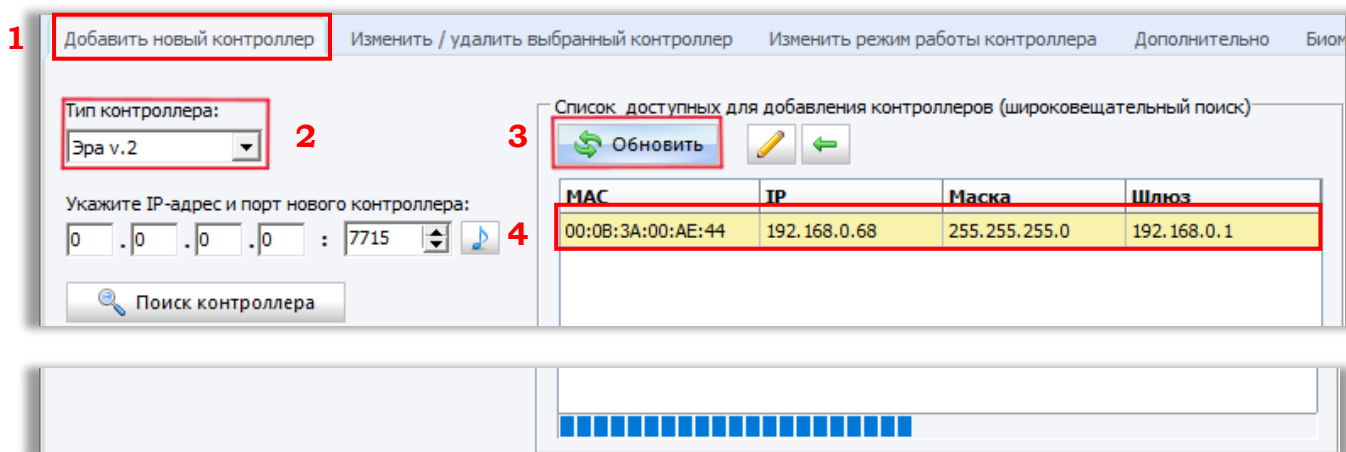 1
Добавить новый контроллер Изменить / удалить выбранный контроллер Изменить режим работы контроллера Дополнительно Биом
Тип контроллера:
Эра v.2
2
Укажите IP-адрес и порт нового контроллера:
0 . 0 . 0 . 0 : 7715
Поиск контроллера
Список доступных для добавления контроллеров (широковещательный поиск)
3
Обновить
MAC IP Маска Шлюз
4
00:0B:3A:00:AE:44 192.168.0.68 255.255.255.0 192.168.0.1